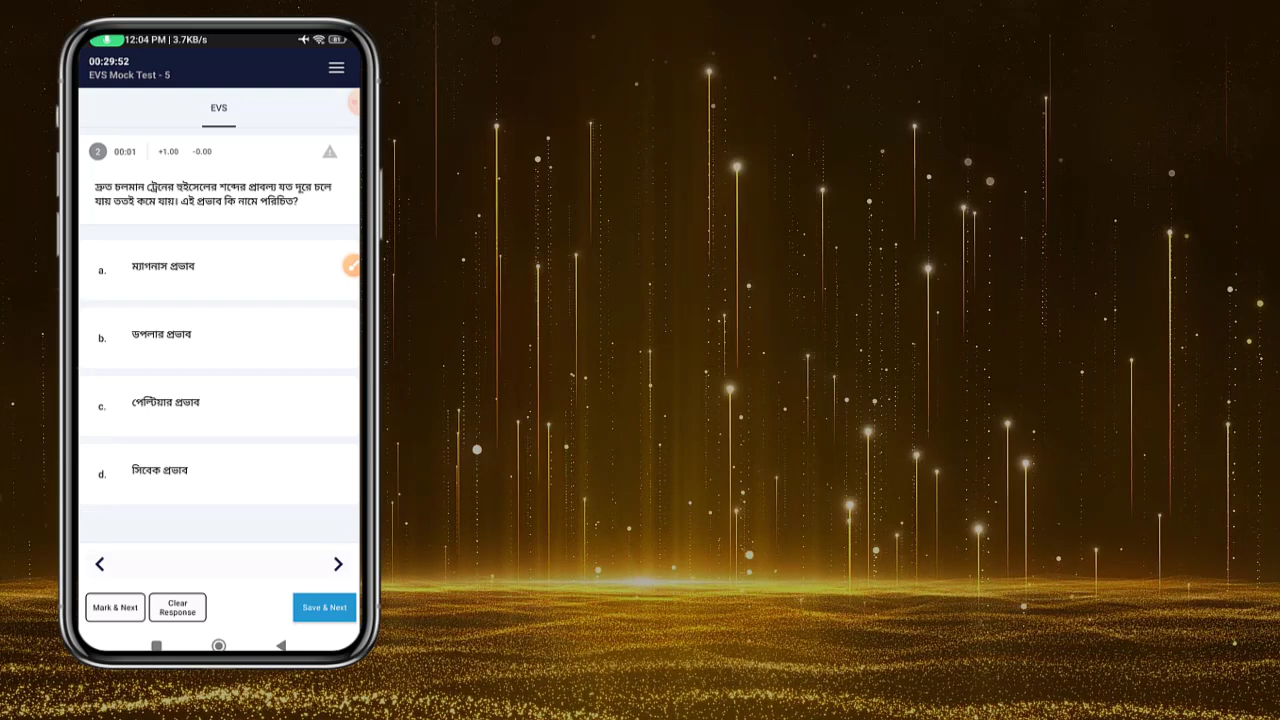 12:04 PM | 3.7KB/s
81
00:29:52
EVS Mock Test - 5
EVS
2 00:01 +1.00 -0.00
দ্রুত চলমান ট্রেনের হুইসেলের শব্দের প্রাবল্য যত দূরে চলে
যায় ততই কমে যায়। এই প্রভাব কি নামে পরিচিত?
a. ম্যাগনাস প্রভাব
b. ডপলার প্রভাব
c. পেল্টিয়ার প্রভাব
d. সিবেক প্রভাব
Mark & Next
Clear
Response
Save & Next